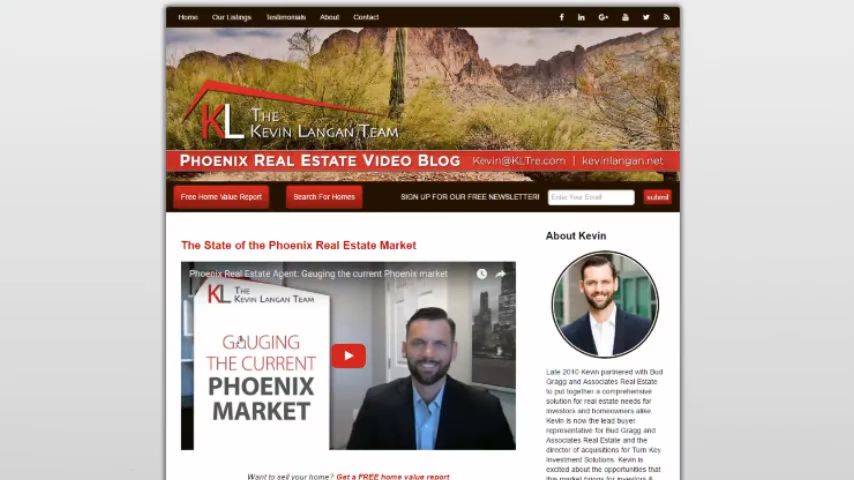 Home Our Listings Testimonials About Contact
KL THE
KEVIN LANGAN TEAM
PHOENIX REAL ESTATE VIDEO BLOG Kevin@KLTre.com | kevinlangan.net
Free Home Value Report Search For Homes SIGN UP FOR OUR FREE NEWSLETTER! Enter Your Email submit
The State of the Phoenix Real Estate Market
Phoenix Real Estate Agent: Gauging the current Phoenix market
KL THE
KEVIN LANGAN TEAM
GAUGING
THE CURRENT
PHOENIX
MARKET
Want to sell your home? Get a FREE home value report
About Kevin
Late 2010 Kevin partnered with Bud
Gragg and Associates Real Estate
to put together a comprehensive
solution for real estate needs for
investors and homeowners alike.
Kevin is now the lead buyer
representative for Bud Gragg and
Associates Real Estate and the
director of acquisitions for Turn Key
Investment Solutions. Kevin is
excited about the opportunities that
this market brings for investors &